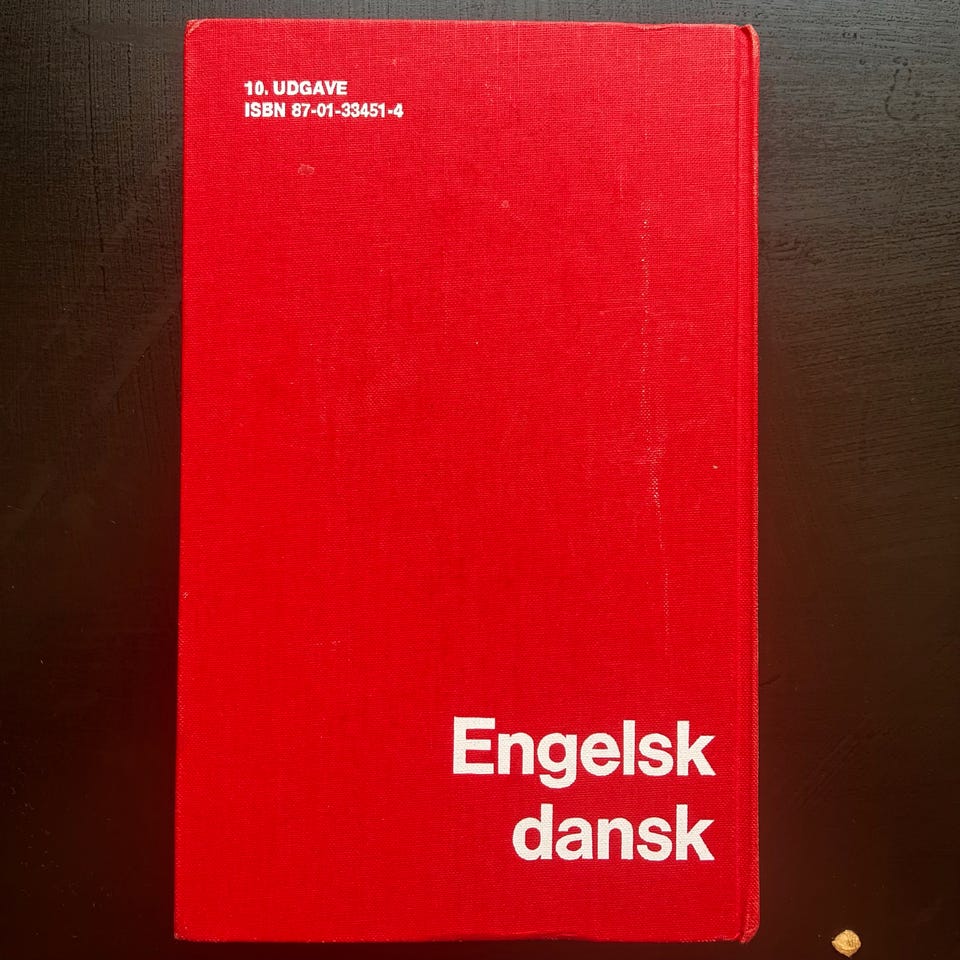 10. UDGAVE
ISBN 87-01-33451-4
Engelsk
dansk